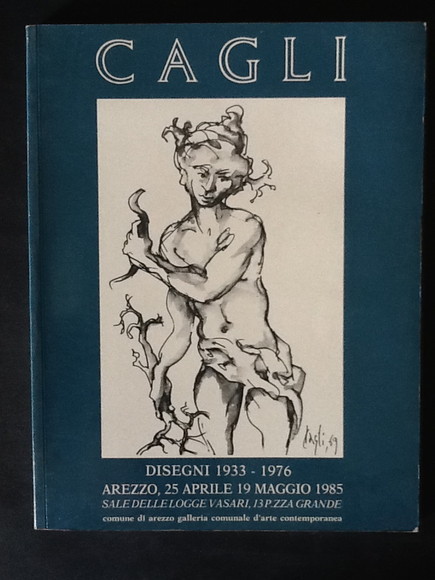 CAGLI
Cagli, 69
DISEGNI 1933 - 1976
AREZZO, 25 APRILE 19 MAGGIO 1985
SALE DELLE LOGGE VASARI, 13 P.ZZA GRANDE
comune di arezzo galleria comunale d'arte contemporanea